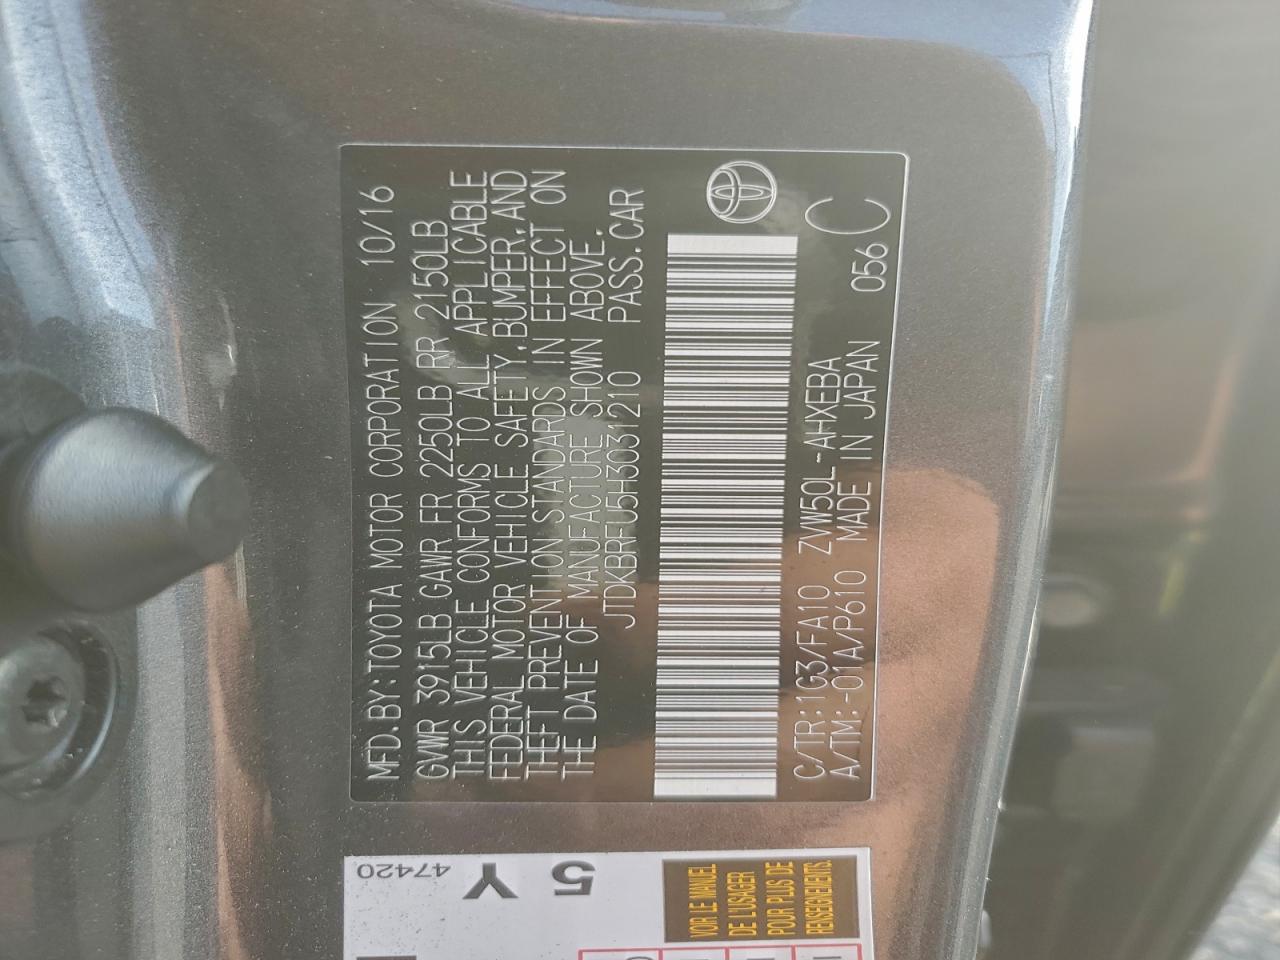 MFD.BY:TOYOTA MOTOR CORPORATION 10/16
GVWR 3915LB GAWR FR 2250LB RR 2150LB
THIS VEHICLE CONFORMS TO ALL APPLICABLE
FEDERAL MOTOR VEHICLE SAFETY,BUMPER,AND
THEFT PREVENTION STANDARDS IN EFFECT ON
THE DATE OF MANUFACTURE SHOWN ABOVE.
JTDKBRFU5H3031210 PASS.CAR
C/TR:1G3/FA10 ZVW50L-AHXEBA C
A/TM:-01A/P610 MADE IN JAPAN 056 C
47420
5 Y
VOIR LE MANUEL
DE L'USAGER
POUR PLUS DE
RENSEIGNEMENTS.